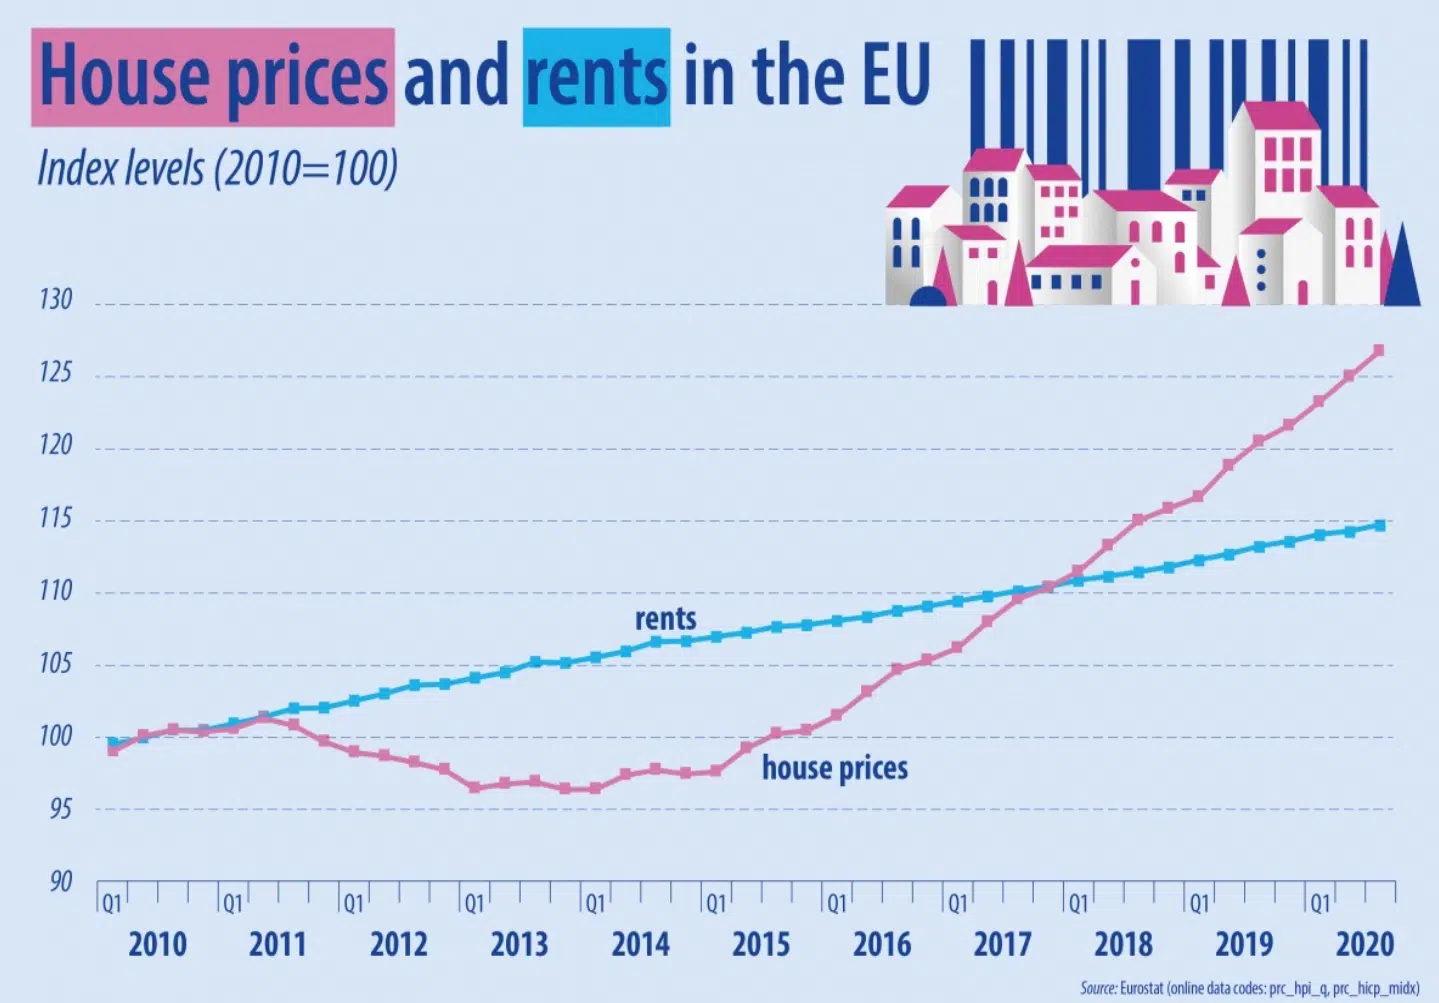 House prices and rents in the EU
Index levels (2010=100)
130
125
120
115
110
105
100
95
90
rents
house prices
Q1 Q1 Q1 Q1 Q1 Q1 Q1 Q1 Q1 Q1 Q1
2010 2011 2012 2013 2014 2015 2016 2017 2018 2019 2020
Source: Eurostat (online data codes: prc_hpi_q, prc_hicp_midx)